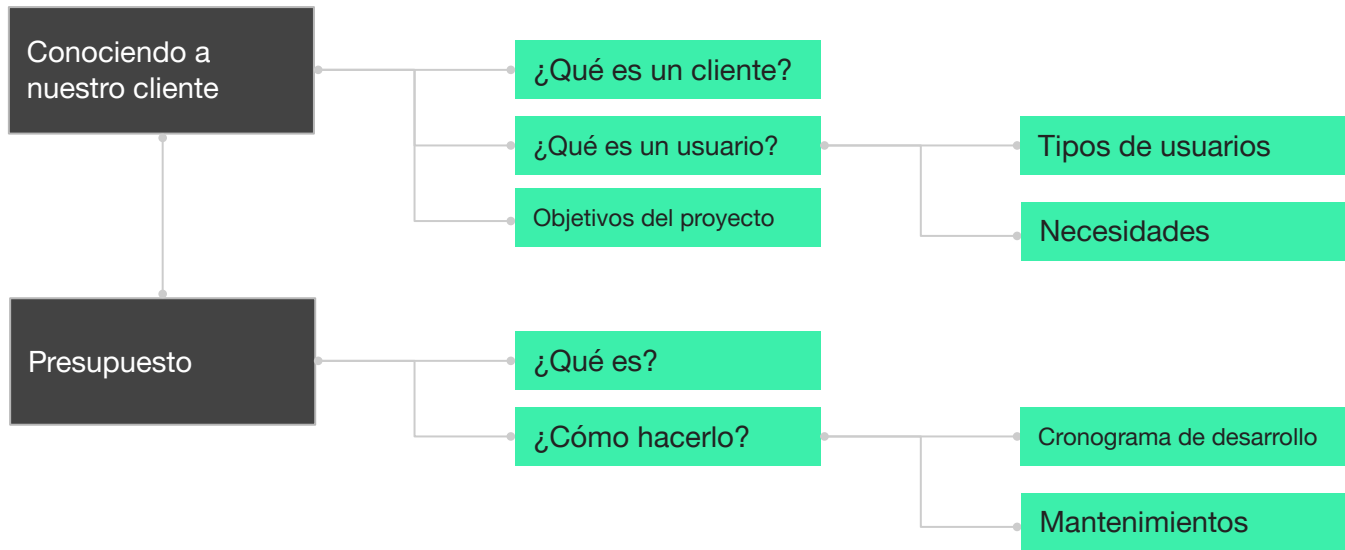 Conociendo a
nuestro cliente
¿Qué es un cliente?
¿Qué es un usuario?
Tipos de usuarios
Objetivos del proyecto
Necesidades
Presupuesto
¿Qué es?
¿Cómo hacerlo?
Cronograma de desarrollo
Mantenimientos